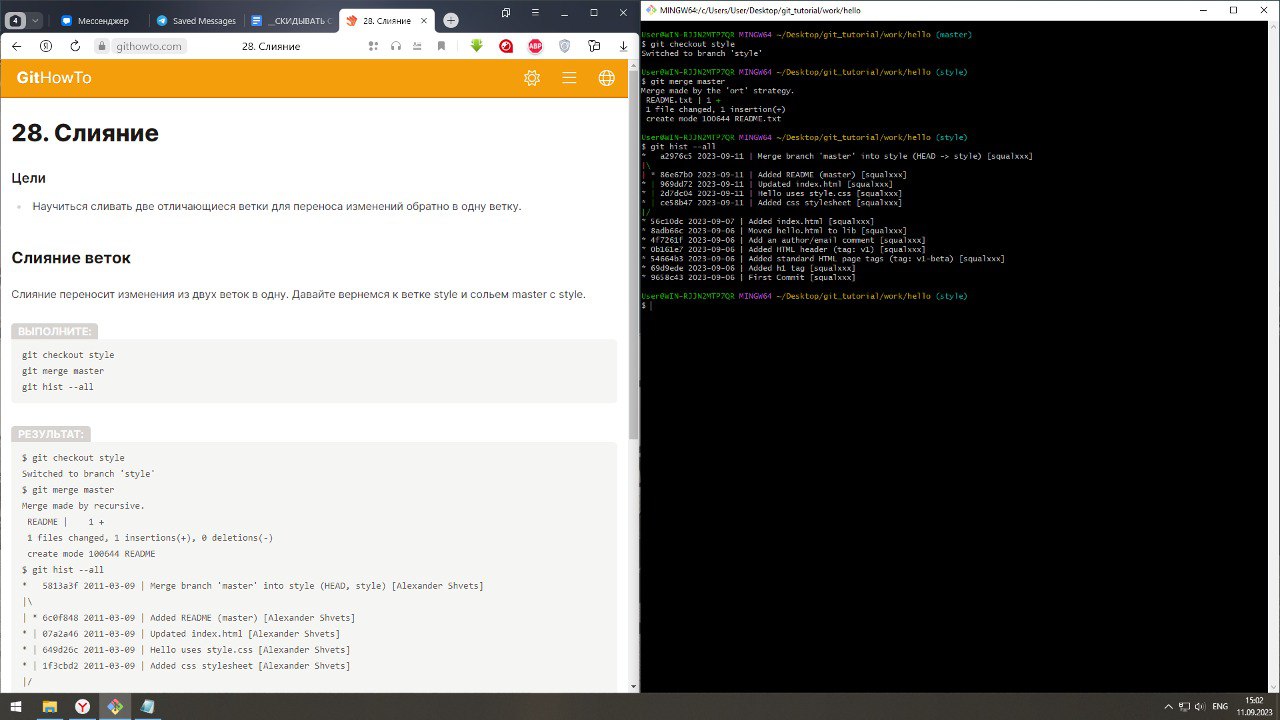 4
Мессенджер
Saved Messages
__СКИДЫВАТЬ С
28. Слияние
githowto.com
28. Слияние
ABP
GitHowTo
28. Слияние
Цели
Научиться сливать две отличающиеся ветки для переноса изменений обратно в одну ветку.
Слияние веток
Слияние переносит изменения из двух веток в одну. Давайте вернемся к ветке style и сольем master с style.
ВЫПОЛНИТЕ:
git checkout style
git merge master
git hist --all
РЕЗУЛЬТАТ:
$ git checkout style
Switched to branch 'style'
$ git merge master
Merge made by recursive.
README |    1 +
1 files changed, 1 insertions(+), 0 deletions(-)
create mode 100644 README
$ git hist --all
*   5813a3f 2011-03-09 | Merge branch 'master' into style (HEAD, style) [Alexander Shvets]
|\
| * 6c0f848 2011-03-09 | Added README (master) [Alexander Shvets]
* | 07a2a46 2011-03-09 | Updated index.html [Alexander Shvets]
* | 649d26c 2011-03-09 | Hello uses style.css [Alexander Shvets]
* | 1f3cbd2 2011-03-09 | Added css stylesheet [Alexander Shvets]
|/
MINGW64:/c/Users/User/Desktop/git_tutorial/work/hello
User@WIN-RJJN2MTP7QR MINGW64 ~/Desktop/git_tutorial/work/hello (master)
$ git checkout style
Switched to branch 'style'
User@WIN-RJJN2MTP7QR MINGW64 ~/Desktop/git_tutorial/work/hello (style)
$ git merge master
Merge made by the 'ort' strategy.
README.txt | 1 +
1 file changed, 1 insertion(+)
create mode 100644 README.txt
User@WIN-RJJN2MTP7QR MINGW64 ~/Desktop/git_tutorial/work/hello (style)
$ git hist --all
*   a2976c5 2023-09-11 | Merge branch 'master' into style (HEAD -> style) [squalxxx]
|\
| * 86e67b0 2023-09-11 | Added README (master) [squalxxx]
* | 969dd72 2023-09-11 | Updated index.html [squalxxx]
* | 2d7dc04 2023-09-11 | Hello uses style.css [squalxxx]
* | ce58b47 2023-09-11 | Added css stylesheet [squalxxx]
|/
* 56c10dc 2023-09-07 | Added index.html [squalxxx]
* 8adb66c 2023-09-06 | Moved hello.html to lib [squalxxx]
* 4f7261f 2023-09-06 | Add an author/email comment [squalxxx]
* 0b161e7 2023-09-06 | Added HTML header (tag: v1) [squalxxx]
* 54664b3 2023-09-06 | Added standard HTML page tags (tag: v1-beta) [squalxxx]
* 69d9ede 2023-09-06 | Added h1 tag [squalxxx]
* 9658c43 2023-09-06 | First Commit [squalxxx]
User@WIN-RJJN2MTP7QR MINGW64 ~/Desktop/git_tutorial/work/hello (style)
$
ENG
15:02
11.09.2023